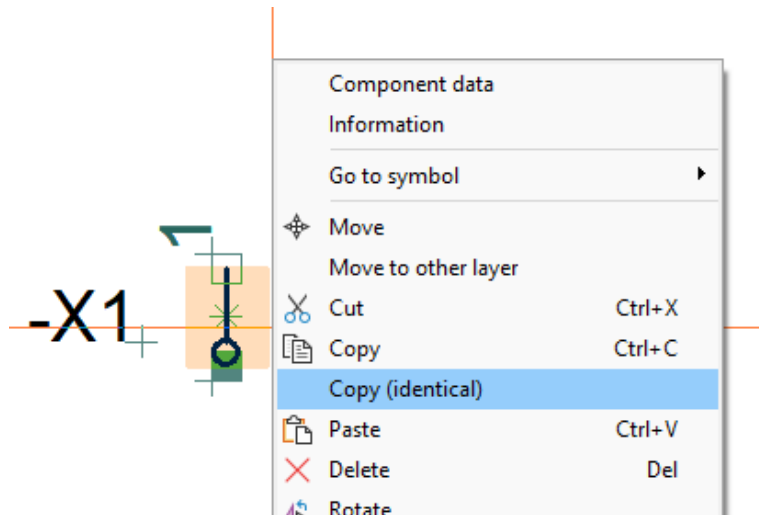 Component data
Information
Go to symbol
Move
Move to other layer
Cut Ctrl+X
Copy Ctrl+C
Copy (identical)
Paste Ctrl+V
Delete Del
Rotate
1
-X1